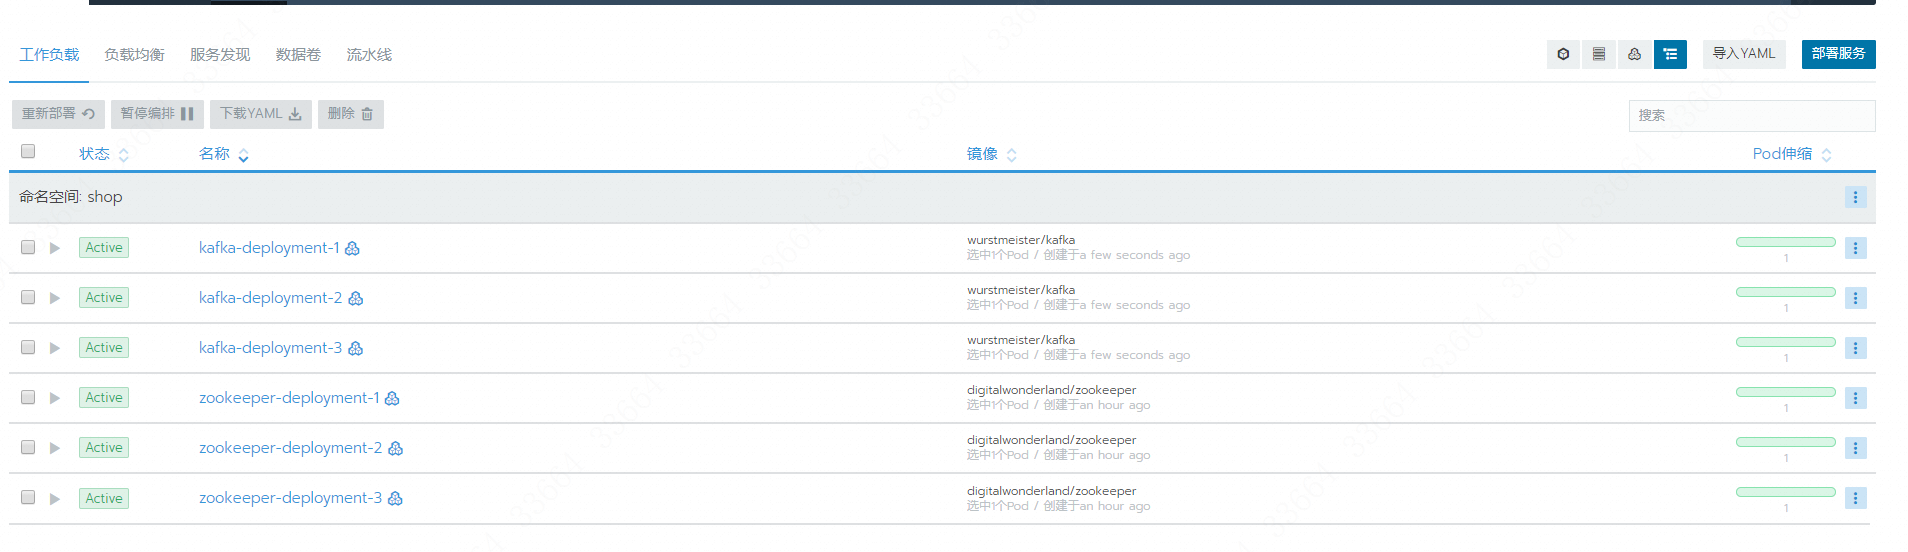 工作负载 负载均衡 服务发现 数据卷 流水线 导入YAML 部署服务
重新部署 暂停编排 下载YAML 删除 搜索
状态 名称 镜像 Pod伸缩
命名空间: shop
Active kafka-deployment-1 wurstmeister/kafka
选中1个Pod / 创建于a few seconds ago 1
Active kafka-deployment-2 wurstmeister/kafka
选中1个Pod / 创建于a few seconds ago 1
Active kafka-deployment-3 wurstmeister/kafka
选中1个Pod / 创建于a few seconds ago 1
Active zookeeper-deployment-1 digitalwonderland/zookeeper
选中1个Pod / 创建于an hour ago 1
Active zookeeper-deployment-2 digitalwonderland/zookeeper
选中1个Pod / 创建于an hour ago 1
Active zookeeper-deployment-3 digitalwonderland/zookeeper
选中1个Pod / 创建于an hour ago 1